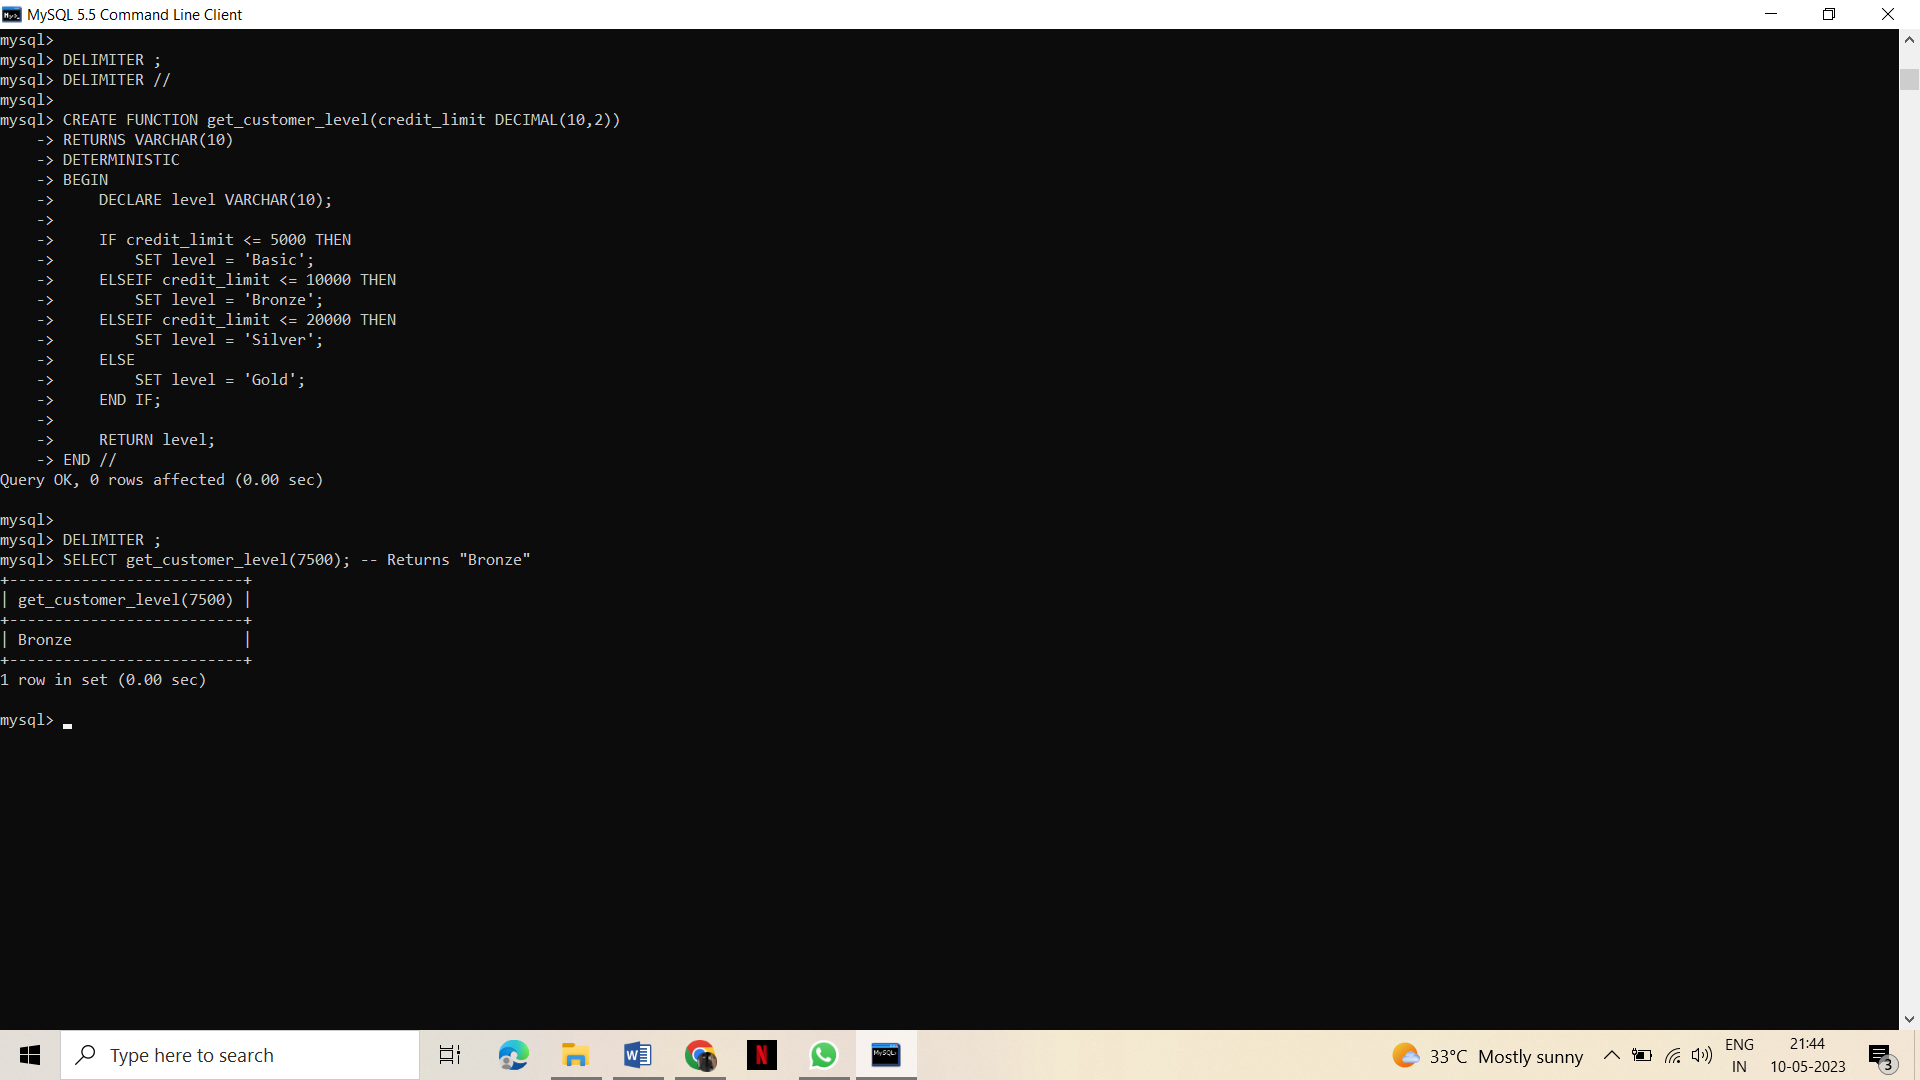 MySQL 5.5 Command Line Client
mysql>
mysql> DELIMITER ;
mysql> DELIMITER //
mysql>
mysql> CREATE FUNCTION get_customer_level(credit_limit DECIMAL(10,2))
    -> RETURNS VARCHAR(10)
    -> DETERMINISTIC
    -> BEGIN
    ->     DECLARE level VARCHAR(10);
    ->
    ->     IF credit_limit <= 5000 THEN
    ->         SET level = 'Basic';
    ->     ELSEIF credit_limit <= 10000 THEN
    ->         SET level = 'Bronze';
    ->     ELSEIF credit_limit <= 20000 THEN
    ->         SET level = 'Silver';
    ->     ELSE
    ->         SET level = 'Gold';
    ->     END IF;
    ->
    ->     RETURN level;
    -> END //
Query OK, 0 rows affected (0.00 sec)
mysql>
mysql> DELIMITER ;
mysql> SELECT get_customer_level(7500); -- Returns "Bronze"
+--------------------------+
| get_customer_level(7500) |
+--------------------------+
| Bronze                   |
+--------------------------+
1 row in set (0.00 sec)
mysql>
Type here to search
N
MySQL
33°C Mostly sunny
ENG
IN
21:44
10-05-2023
3